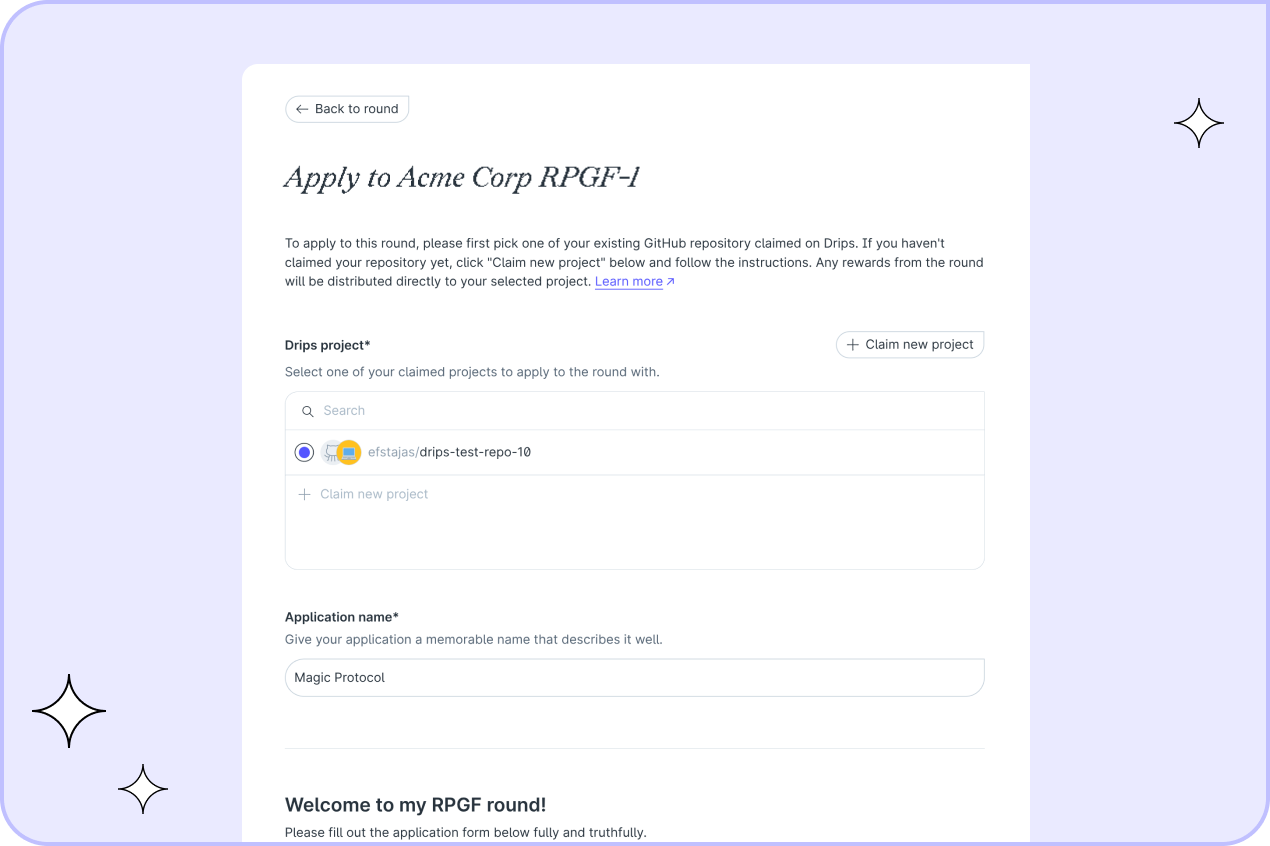 Back to round
Apply to Acme Corp RPGF-1
To apply to this round, please first pick one of your existing GitHub repository claimed on Drips. If you haven't
claimed your repository yet, click "Claim new project" below and follow the instructions. Any rewards from the round
will be distributed directly to your selected project. Learn more
Drips project*
Claim new project
Select one of your claimed projects to apply to the round with.
Search
efstajas/drips-test-repo-10
Claim new project
Application name*
Give your application a memorable name that describes it well.
Magic Protocol
Welcome to my RPGF round!
Please fill out the application form below fully and truthfully.